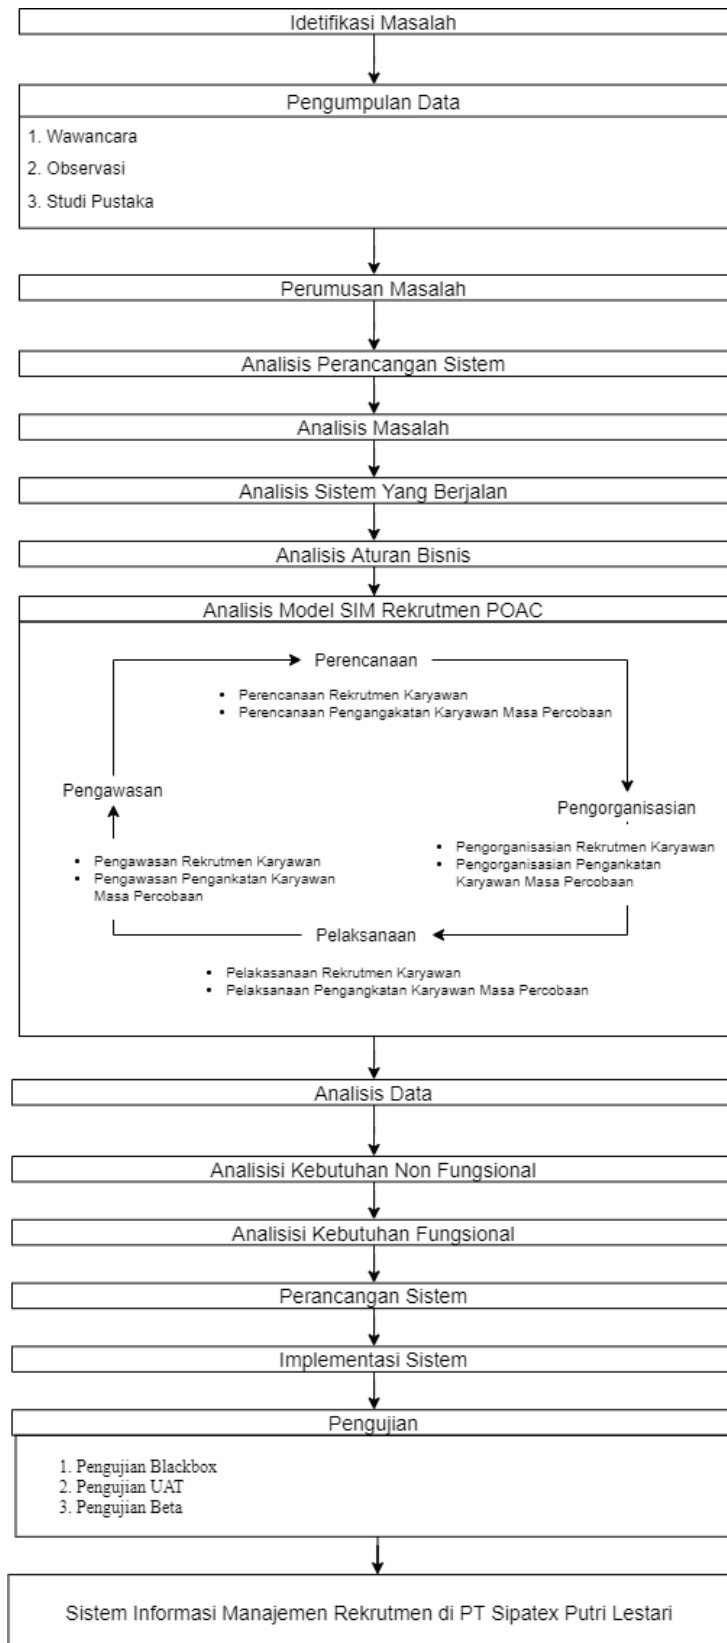 Idetifikasi Masalah
Pengumpulan Data
1. Wawancara
2. Observasi
3. Studi Pustaka
Perumusan Masalah
Analisis Perancangan Sistem
Analisis Masalah
Analisis Sistem Yang Berjalan
Analisis Aturan Bisnis
Analisis Model SIM Rekrutmen POAC
Perencanaan
• Perencanaan Rekrutmen Karyawan
• Perencanaan Pengangakatan Karyawan Masa Percobaan
Pengawasan
• Pengawasan Rekrutmen Karyawan
• Pengawasan Pengankatan Karyawan
Masa Percobaan
Pengorganisasian
• Pengorganisasian Rekrutmen Karyawan
• Pengorganisasian Pengankatan
Karyawan Masa Percobaan
Pelaksanaan
• Pelakasanaan Rekrutmen Karyawan
• Pelaksanaan Pengangkatan Karyawan Masa Percobaan
Analisis Data
Analisisi Kebutuhan Non Fungsional
Analisisi Kebutuhan Fungsional
Perancangan Sistem
Implementasi Sistem
Pengujian
1. Pengujian Blackbox
2. Pengujian UAT
3. Pengujian Beta
Sistem Informasi Manajemen Rekrutmen di PT Sipatex Putri Lestari